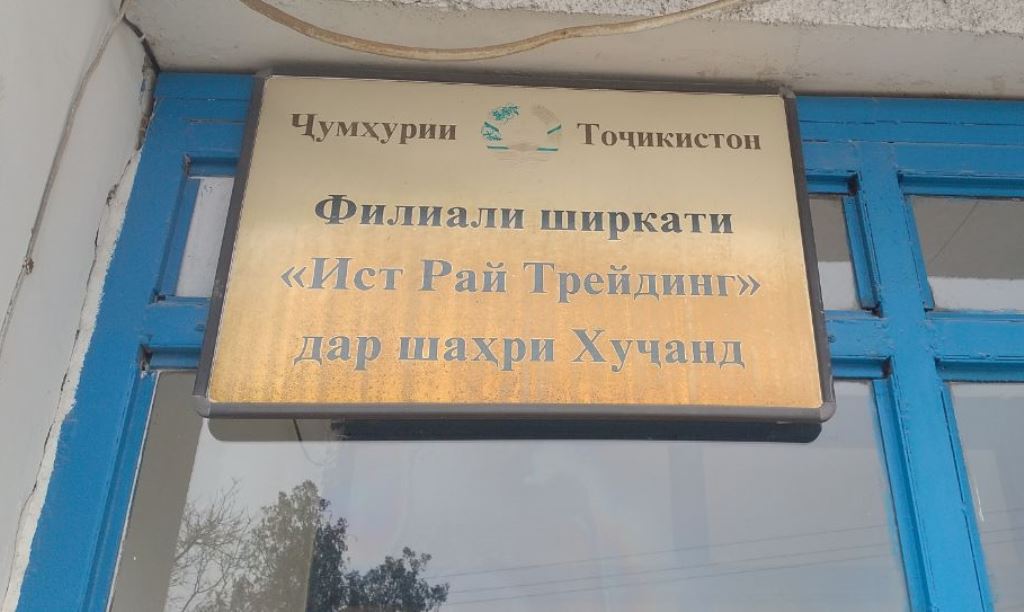 Ҷумҳурии Тоҷикистон
Филиали ширкати
«Ист Рай Трейдинг»
дар шаҳри Хуҷанд